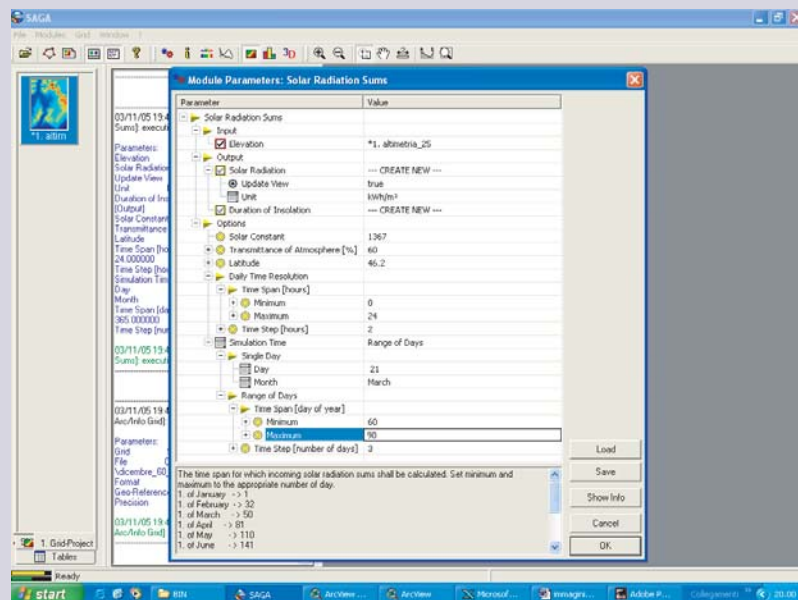 SAGA
File Modules Grid Window ?
3D
*1. altim
03/11/05 19:4
Sums]: executi
Parameters:
Elevation
Solar Radiation
Update View
Unit
Duration of Ins
[Output]
Solar Constant
Transmittance
Latitude
Time Span [ho
24.000000
Time Step [ho
Simulation Tim
Day
Month
Time Span [da
365.000000
Time Step [nu
03/11/05 19:4
Sums]: executi
03/11/05 19:4
Arc/Info Grid]:
Parameters:
Grid
File
\dicembre_60_
Format
Geo-Referenc
Precision
03/11/05 19:4
Arc/Info Grid]
1. Grid-Project
Tables
Ready
Module Parameters: Solar Radiation Sums
Parameter Value
Solar Radiation Sums
Input
Elevation *1. altimetria_25
Output
Solar Radiation --- CREATE NEW ---
Update View true
Unit kWh/m²
Duration of Insolation --- CREATE NEW ---
Options
Solar Constant 1367
Transmittance of Atmosphere [%] 60
Latitude 46.2
Daily Time Resolution
Time Span [hours]
Minimum 0
Maximum 24
Time Step [hours] 2
Simulation Time Range of Days
Single Day
Day 21
Month March
Range of Days
Time Span [day of year]
Minimum 60
Maximum 90
Time Step [number of days] 3
The time span for which incoming solar radiation sums shall be calculated. Set minimum and
maximum to the appropriate number of day.
1. of January -> 1
1. of February -> 32
1. of March -> 50
1. of April -> 81
1. of May -> 110
1. of June -> 141
Load
Save
Show Info
Cancel
OK
start BIN SAGA ArcView ... ArcView Microsof... immagini... Adobe P... Collegamenti » 20.00